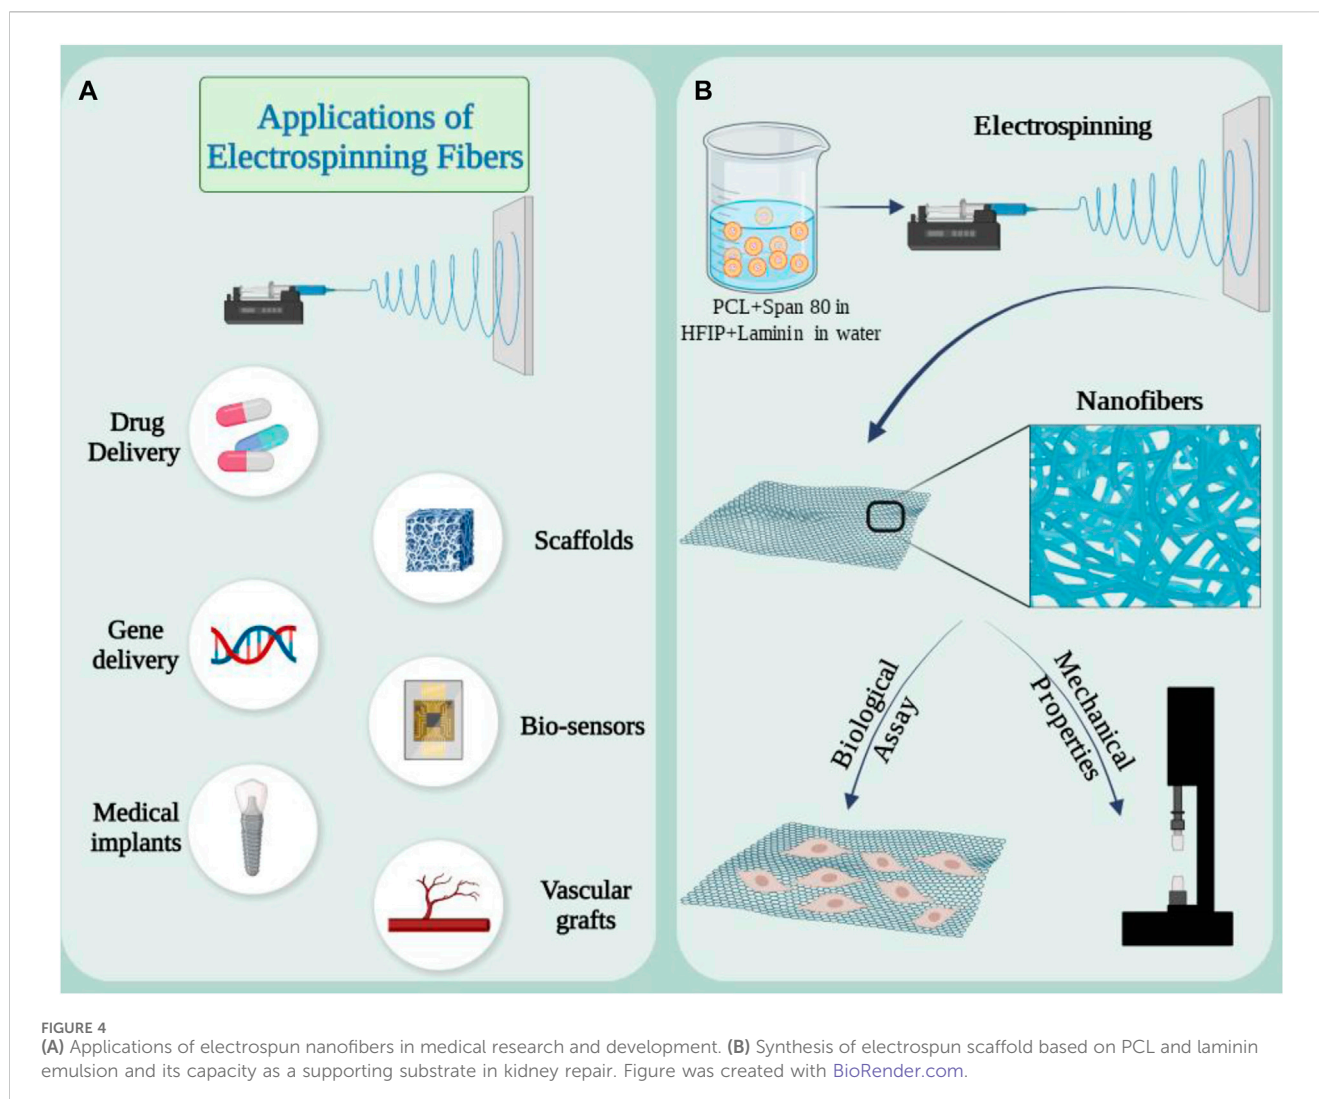 A
Applications of
Electrospinning Fibers
Drug
Delivery
Scaffolds
Gene
delivery
Bio-sensors
Medical
implants
Vascular
grafts
B
Electrospinning
PCL+Span 80 in
HFIP+Laminin in water
Nanofibers
Biological
Assay
Mechanical
Properties
FIGURE 4
(A) Applications of electrospun nanofibers in medical research and development. (B) Synthesis of electrospun scaffold based on PCL and laminin
emulsion and its capacity as a supporting substrate in kidney repair. Figure was created with BioRender.com.